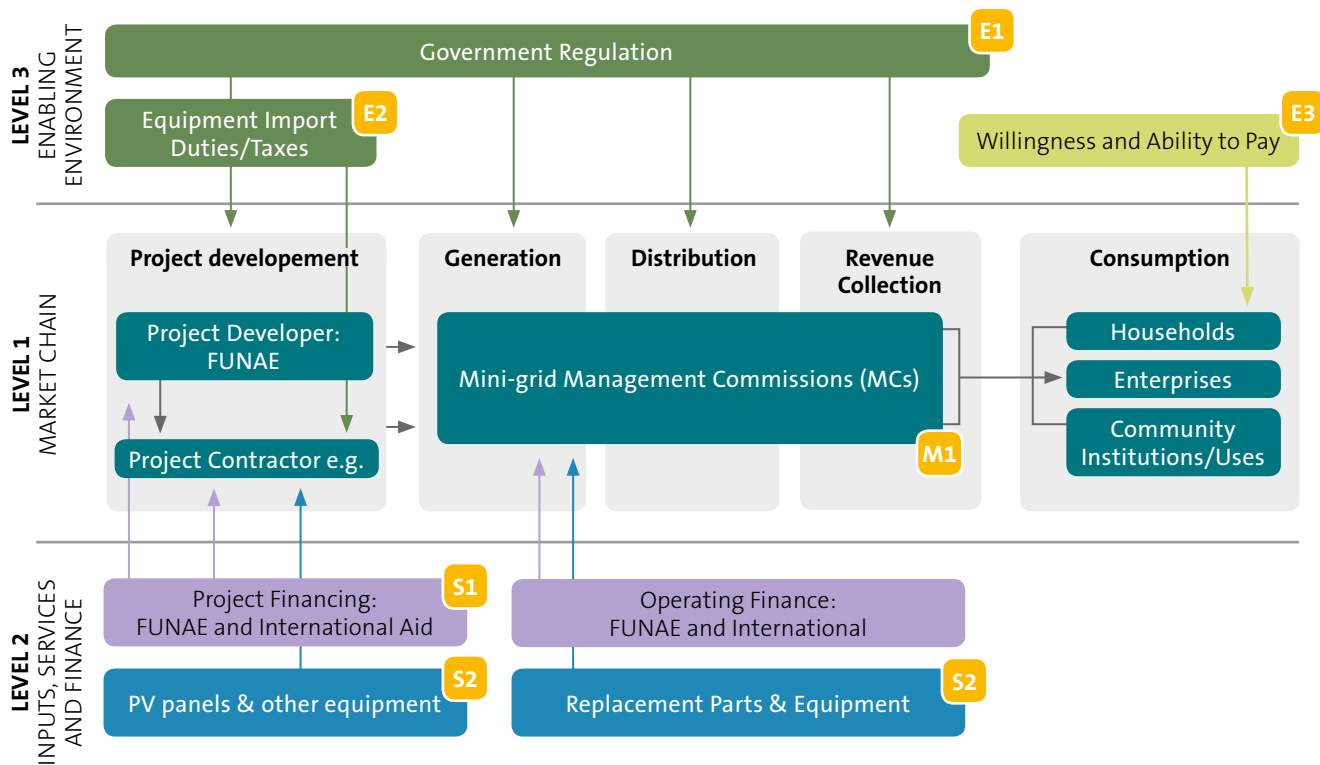 LEVEL 3
ENABLING
ENVIRONMENT
Government Regulation
E1
Equipment Import
Duties/Taxes
E2
Willingness and Ability to Pay
E3
LEVEL 1
MARKET CHAIN
Project developement
Generation
Distribution
Revenue
Collection
Consumption
Project Developer:
FUNAE
Project Contractor e.g.
Mini-grid Management Commissions (MCs)
M1
Households
Enterprises
Community
Institutions/Uses
LEVEL 2
INPUTS, SERVICES
AND FINANCE
Project Financing:
FUNAE and International Aid
S1
Operating Finance:
FUNAE and International
PV panels & other equipment
S2
Replacement Parts & Equipment
S2